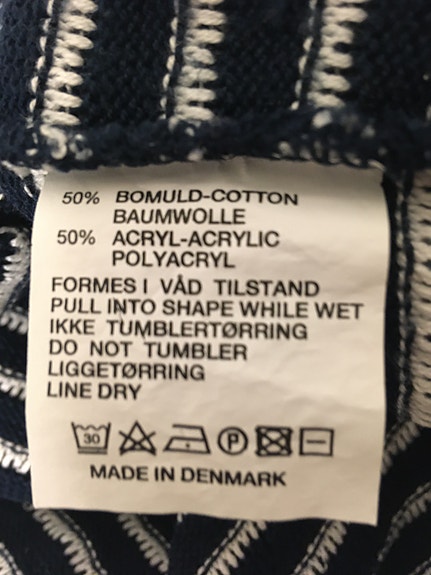 50% BOMULD-COTTON
BAUMWOLLE
50% ACRYL-ACRYLIC
POLYACRYL
FORMES I VÅD TILSTAND
PULL INTO SHAPE WHILE WET
IKKE TUMBLERTØRRING
DO NOT TUMBLER
LIGGETØRRING
LINE DRY
30 P
MADE IN DENMARK